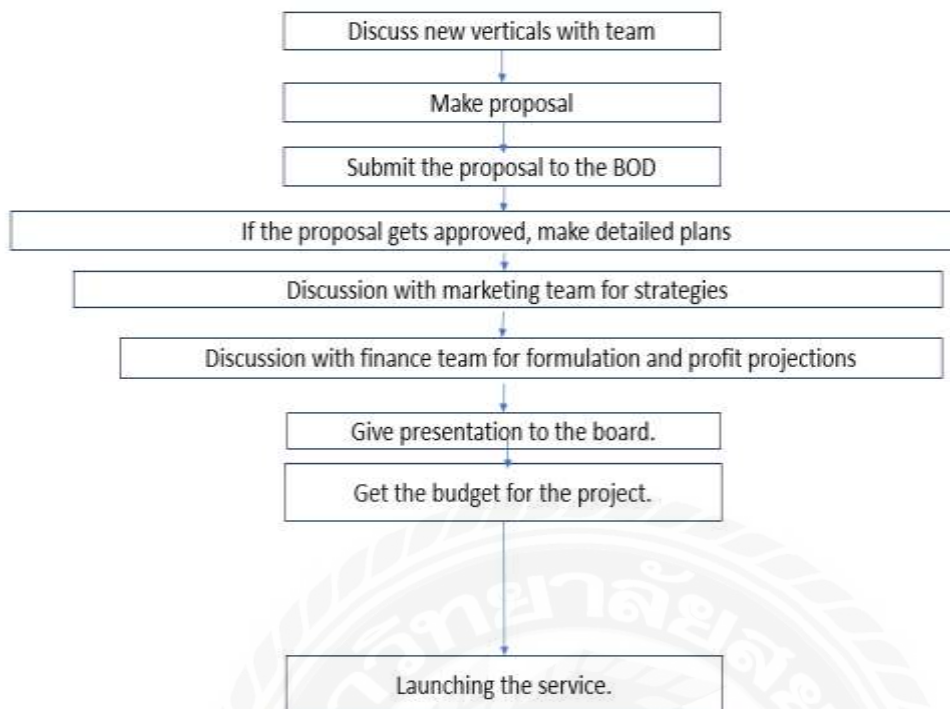 Discuss new verticals with team
Make proposal
Submit the proposal to the BOD
If the proposal gets approved, make detailed plans
Discussion with marketing team for strategies
Discussion with finance team for formulation and profit projections
Give presentation to the board.
Get the budget for the project.
Launching the service.